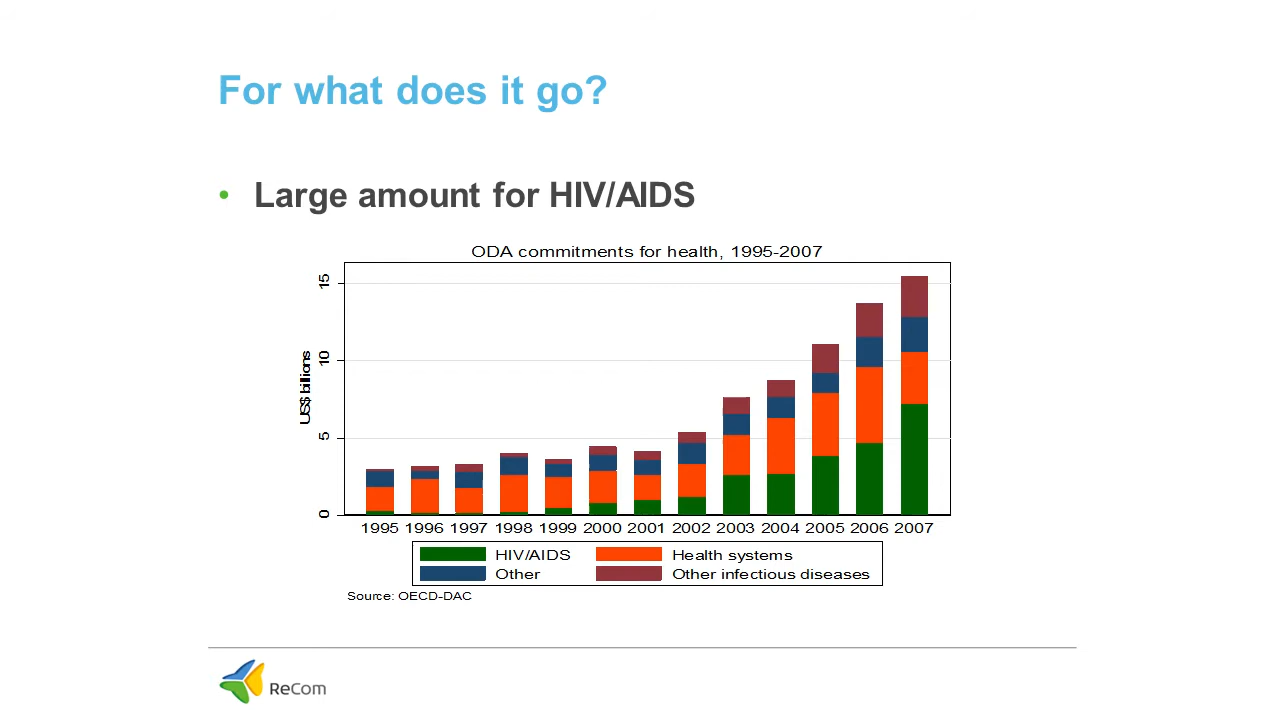 For what does it go?
• Large amount for HIV/AIDS
ODA commitments for health, 1995-2007
15
10
5
0
US$ billions
1995 1996 1997 1998 1999 2000 2001 2002 2003 2004 2005 2006 2007
HIV/AIDS Health systems
Other Other infectious diseases
Source: OECD-DAC
ReCom